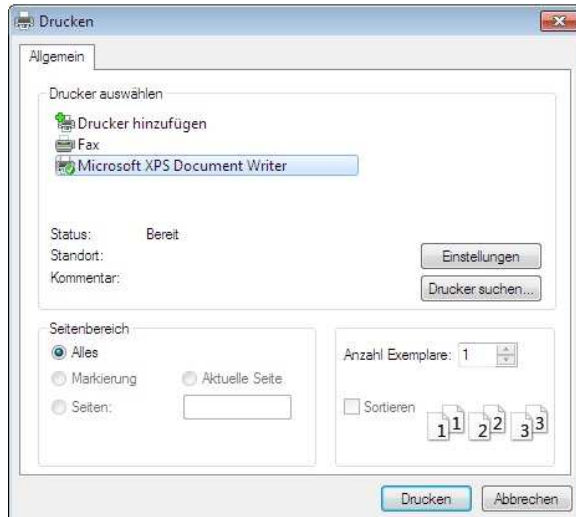 Drucken
Allgemein
Drucker auswählen
Drucker hinzufügen
Fax
Microsoft XPS Document Writer
Status: Bereit
Standort:
Kommentar:
Einstellungen
Drucker suchen...
Seitenbereich
Alles
Markierung Aktuelle Seite
Seiten:
Anzahl Exemplare: 1
Sortieren
1 1 2 2 3 3
Drucken Abbrechen